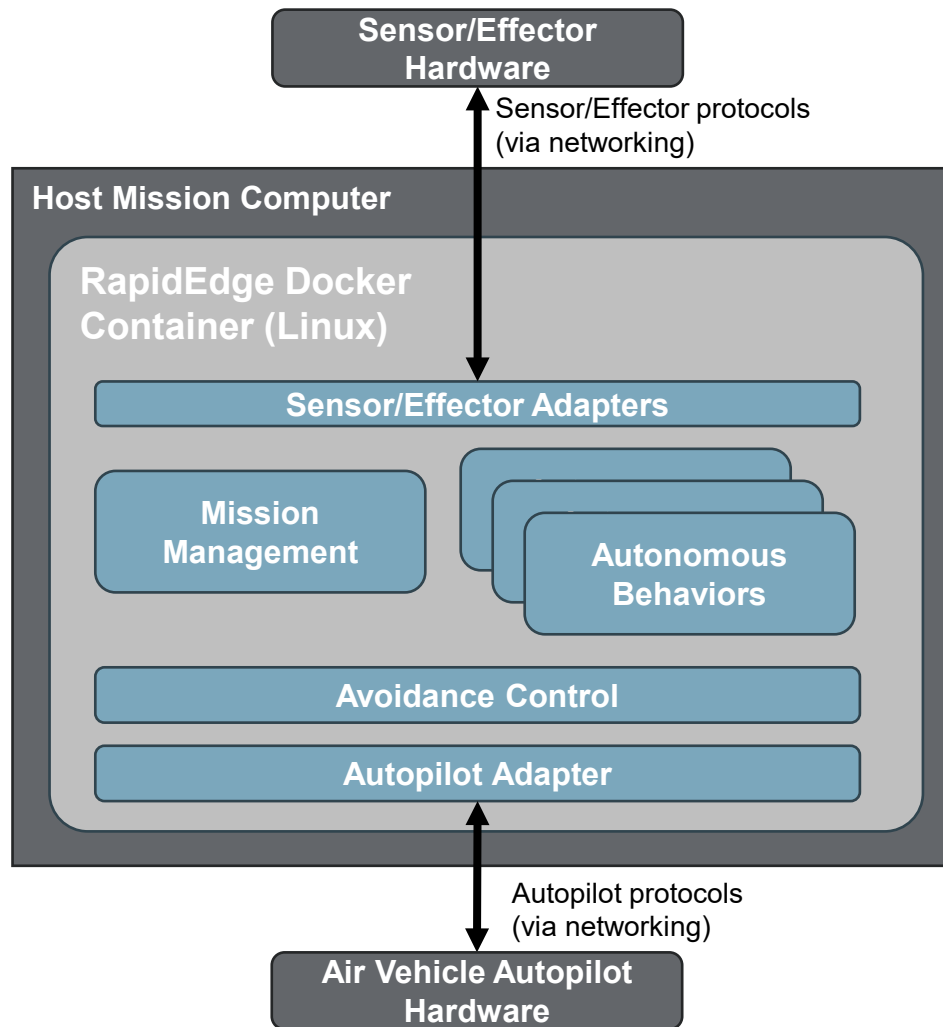 Sensor/Effector
Hardware
Sensor/Effector protocols
(via networking)
Host Mission Computer
RapidEdge Docker
Container (Linux)
Sensor/Effector Adapters
Mission
Management
Autonomous
Behaviors
Avoidance Control
Autopilot Adapter
Autopilot protocols
(via networking)
Air Vehicle Autopilot
Hardware